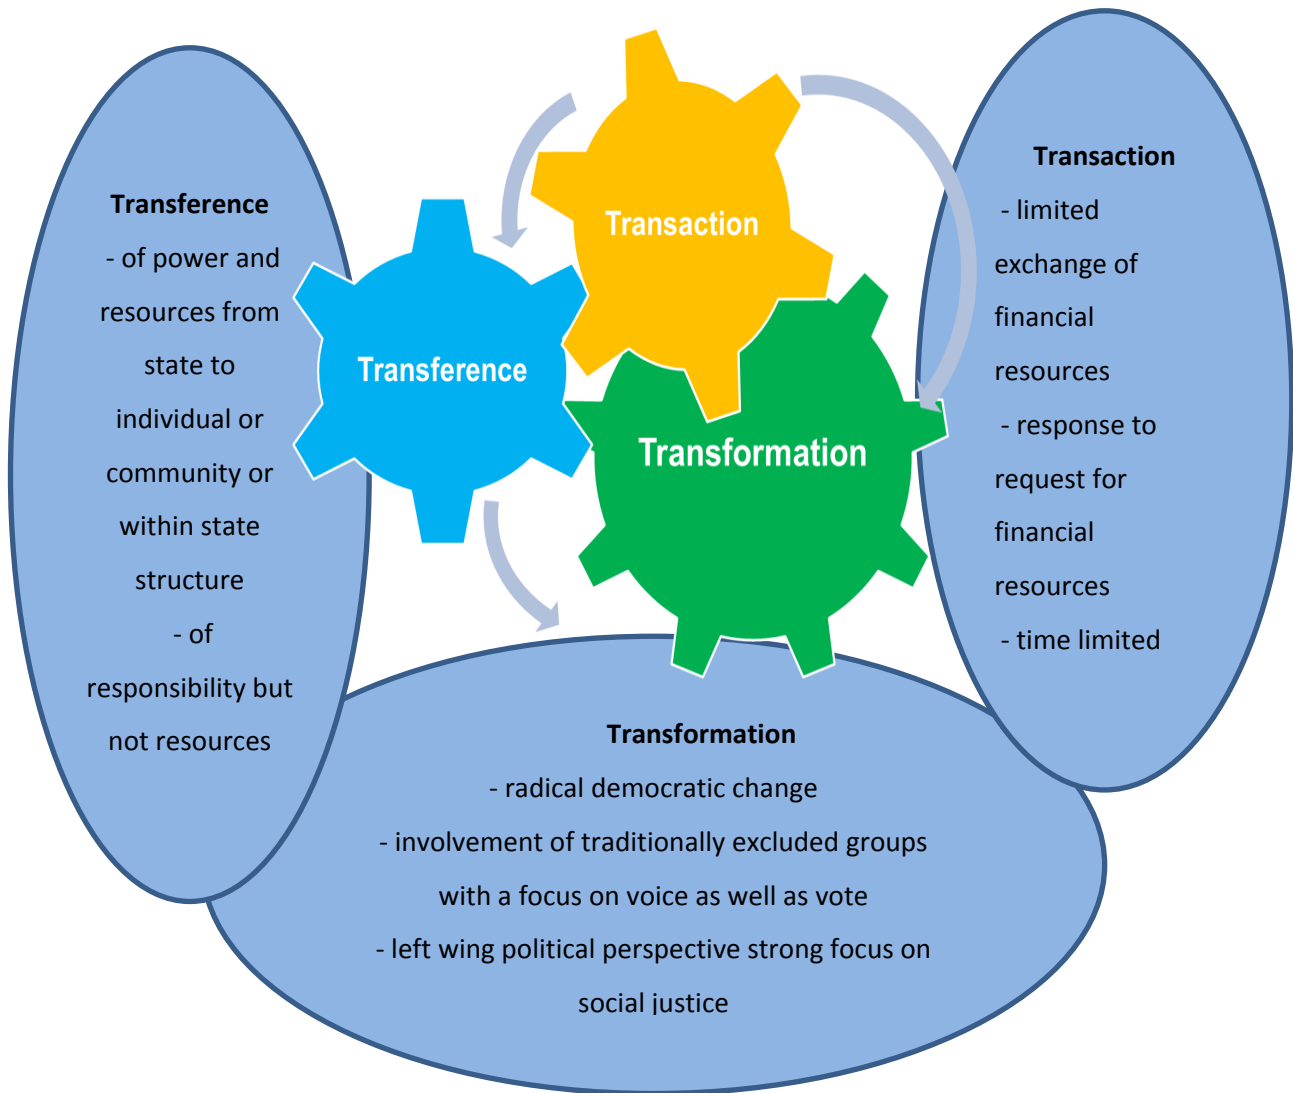 Transaction
Transference
Transformation
Transference
- of power and
resources from
state to
individual or
community or
within state
structure
- of
responsibility but
not resources
Transaction
- limited
exchange of
financial
resources
- response to
request for
financial
resources
- time limited
Transformation
- radical democratic change
- involvement of traditionally excluded groups
with a focus on voice as well as vote
- left wing political perspective strong focus on
social justice